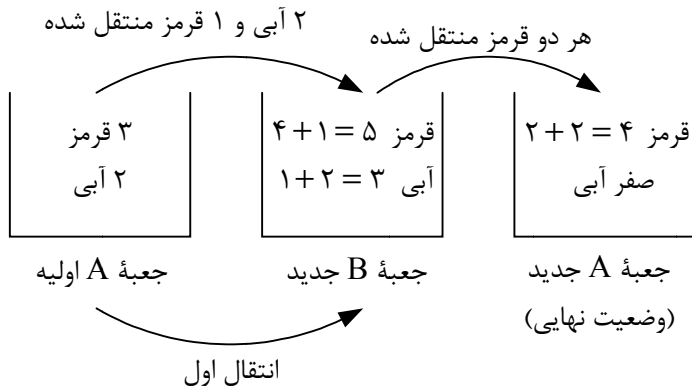 ۲ آبی و ۱ قرمز منتقل شده
هر دو قرمز منتقل شده
۳ قرمز
۲ آبی
قرمز ۴+۱=۵
آبی ۱+۲=۳
قرمز ۲+۲=۴
صفر آبی
جعبهٔ A اولیه
جعبهٔ B جدید
جعبهٔ A جدید
(وضعیت نهایی)
انتقال اول